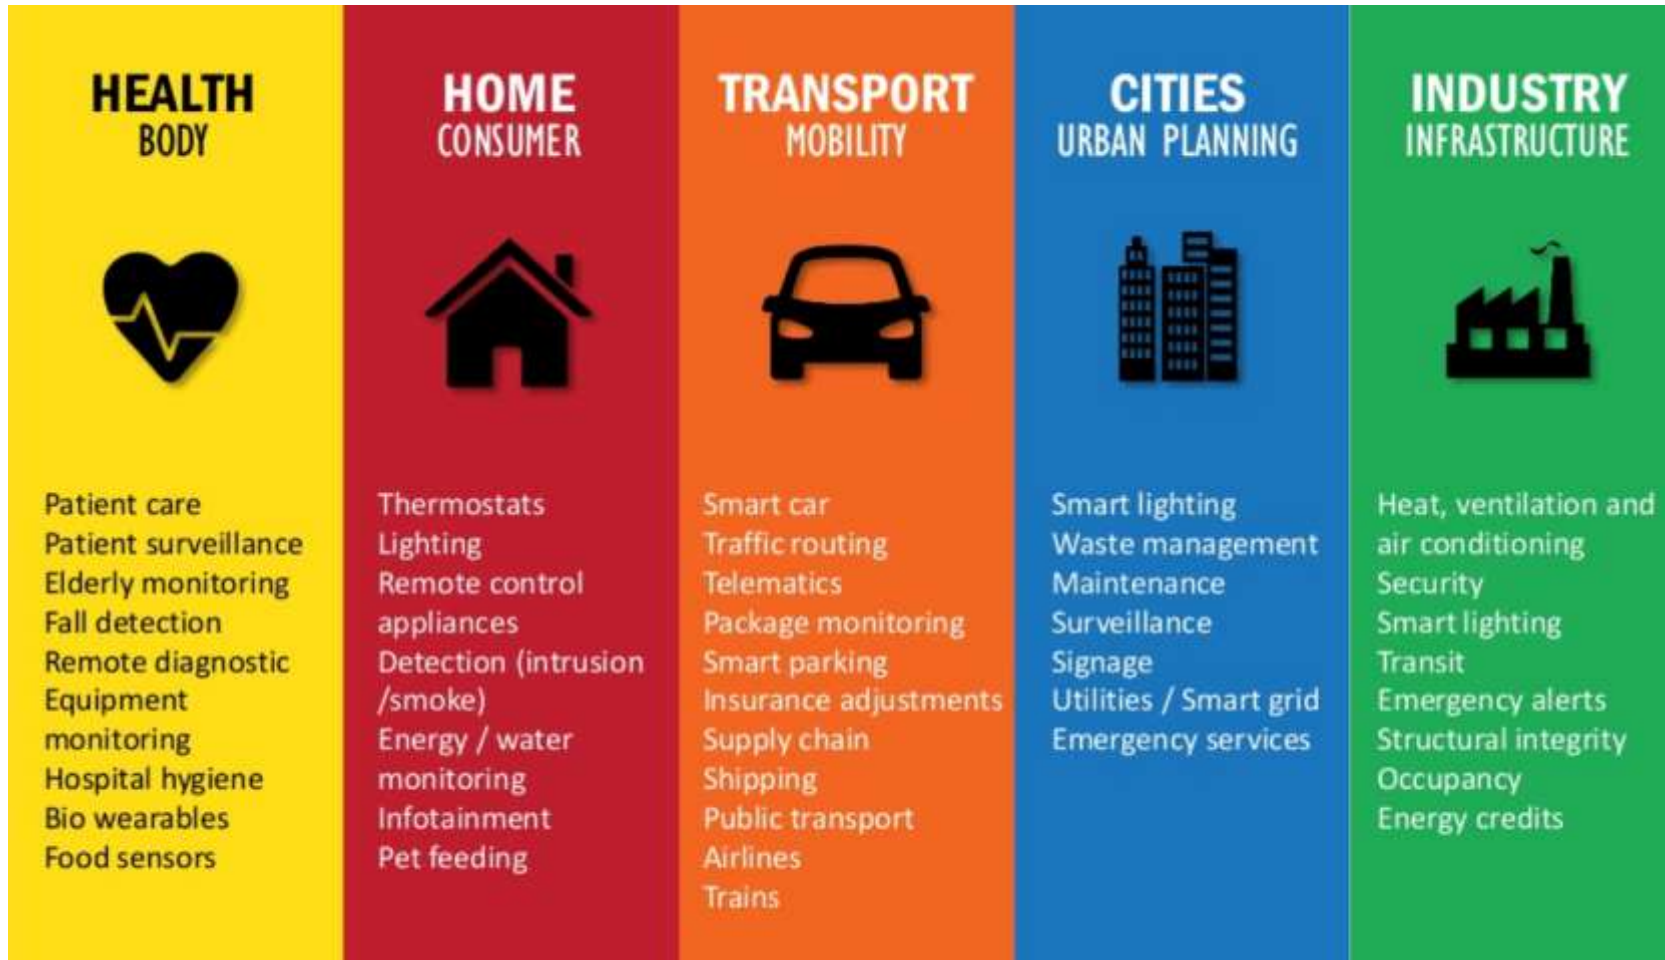 HEALTH
BODY
Patient care
Patient surveillance
Elderly monitoring
Fall detection
Remote diagnostic
Equipment
monitoring
Hospital hygiene
Bio wearables
Food sensors
HOME
CONSUMER
Thermostats
Lighting
Remote control
appliances
Detection (intrusion
/smoke)
Energy / water
monitoring
Infotainment
Pet feeding
TRANSPORT
MOBILITY
Smart car
Traffic routing
Telematics
Package monitoring
Smart parking
Insurance adjustments
Supply chain
Shipping
Public transport
Airlines
Trains
CITIES
URBAN PLANNING
Smart lighting
Waste management
Maintenance
Surveillance
Signage
Utilities / Smart grid
Emergency services
INDUSTRY
INFRASTRUCTURE
Heat, ventilation and
air conditioning
Security
Smart lighting
Transit
Emergency alerts
Structural integrity
Occupancy
Energy credits